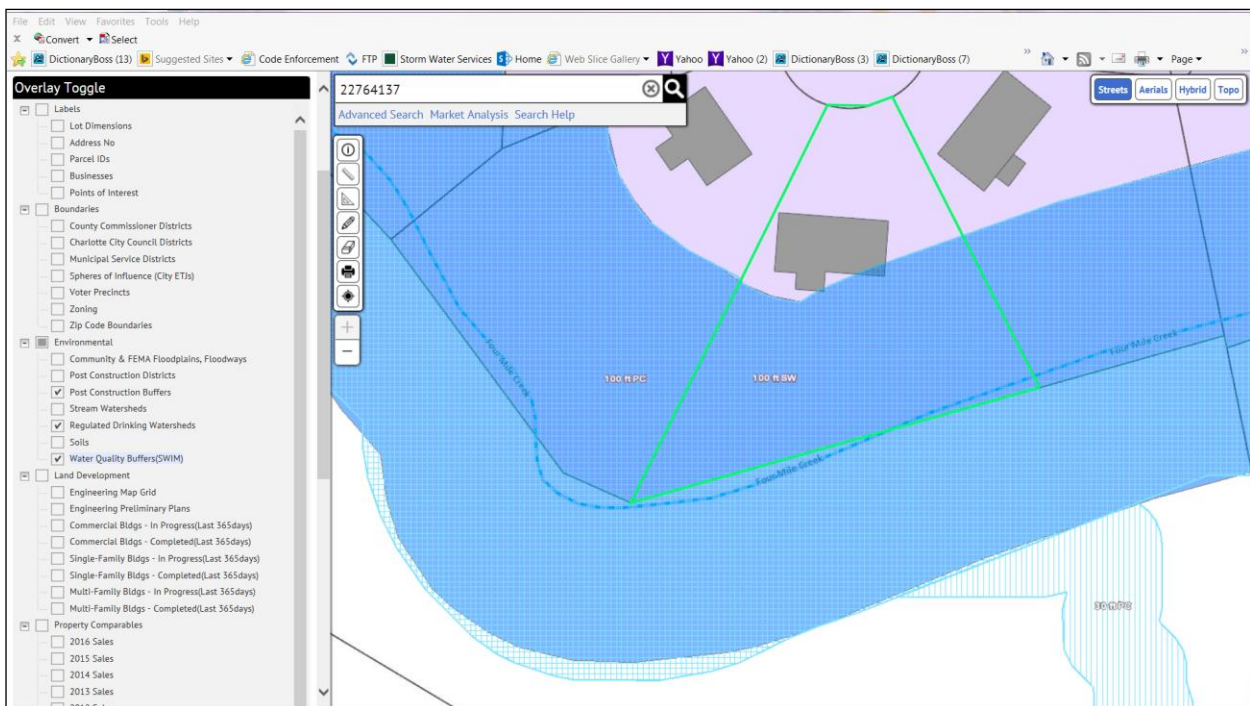 File Edit View Favorites Tools Help
x Convert Select
DictionaryBoss (13) Suggested Sites Code Enforcement FTP Storm Water Services Home Web Slice Gallery Yahoo Yahoo (2) DictionaryBoss (3) DictionaryBoss (7) » Page »
Overlay Toggle
Labels
Lot Dimensions
Address No
Parcel IDs
Businesses
Points of Interest
Boundaries
County Commissioner Districts
Charlotte City Council Districts
Municipal Service Districts
Spheres of Influence (City ETJs)
Voter Precincts
Zoning
Zip Code Boundaries
Environmental
Community & FEMA Floodplains, Floodways
Post Construction Districts
Post Construction Buffers
Stream Watersheds
Regulated Drinking Watersheds
Soils
Water Quality Buffers(SWIM)
Land Development
Engineering Map Grid
Engineering Preliminary Plans
Commercial Bldgs - In Progress(Last 365days)
Commercial Bldgs - Completed(Last 365days)
Single-Family Bldgs - In Progress(Last 365days)
Single-Family Bldgs - Completed(Last 365days)
Multi-Family Bldgs - In Progress(Last 365days)
Multi-Family Bldgs - Completed(Last 365days)
Property Comparables
2016 Sales
2015 Sales
2014 Sales
2013 Sales
22764137
Advanced Search Market Analysis Search Help
Streets Aerials Hybrid Topo
Four Mile Creek
Four Mile Creek
100 ft PC
100 ft SW
Four Mile Creek
30 ft PC